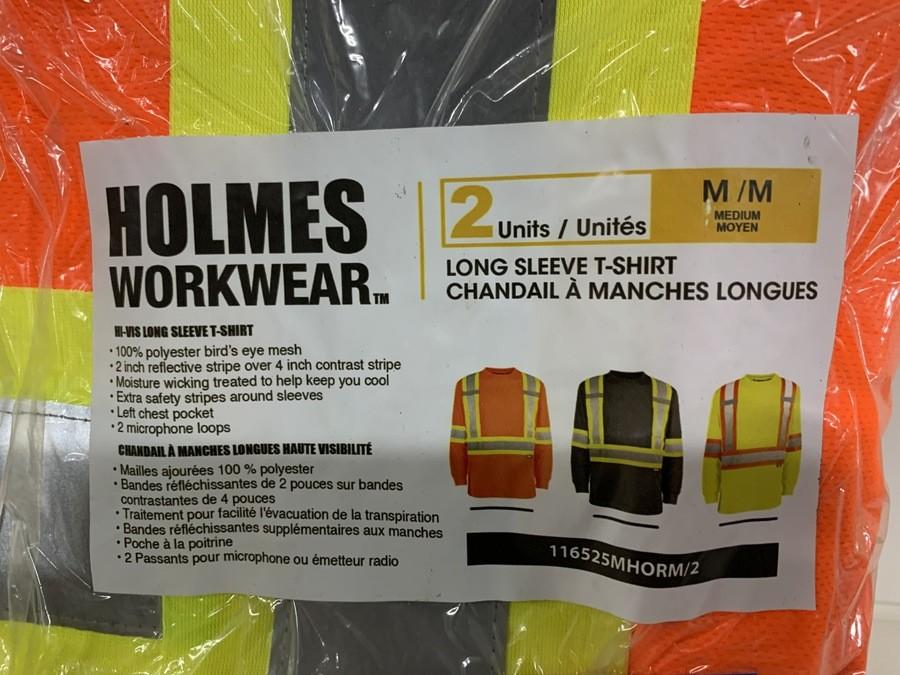 HOLMES
WORKWEAR™
HI-VIS LONG SLEEVE T-SHIRT
• 100% polyester bird's eye mesh
• 2 inch reflective stripe over 4 inch contrast stripe
• Moisture wicking treated to help keep you cool
• Extra safety stripes around sleeves
• Left chest pocket
• 2 microphone loops
CHANDAIL À MANCHES LONGUES HAUTE VISIBILITÉ
• Mailles ajourées 100 % polyester
• Bandes réfléchissantes de 2 pouces sur bandes
contrastantes de 4 pouces
• Traitement pour facilité l'évacuation de la transpiration
• Bandes réfléchissantes supplémentaires aux manches
• Poche à la poitrine
• 2 Passants pour microphone ou émetteur radio
2 Units / Unités
M /M
MEDIUM
MOYEN
LONG SLEEVE T-SHIRT
CHANDAIL À MANCHES LONGUES
116525MHORM/2